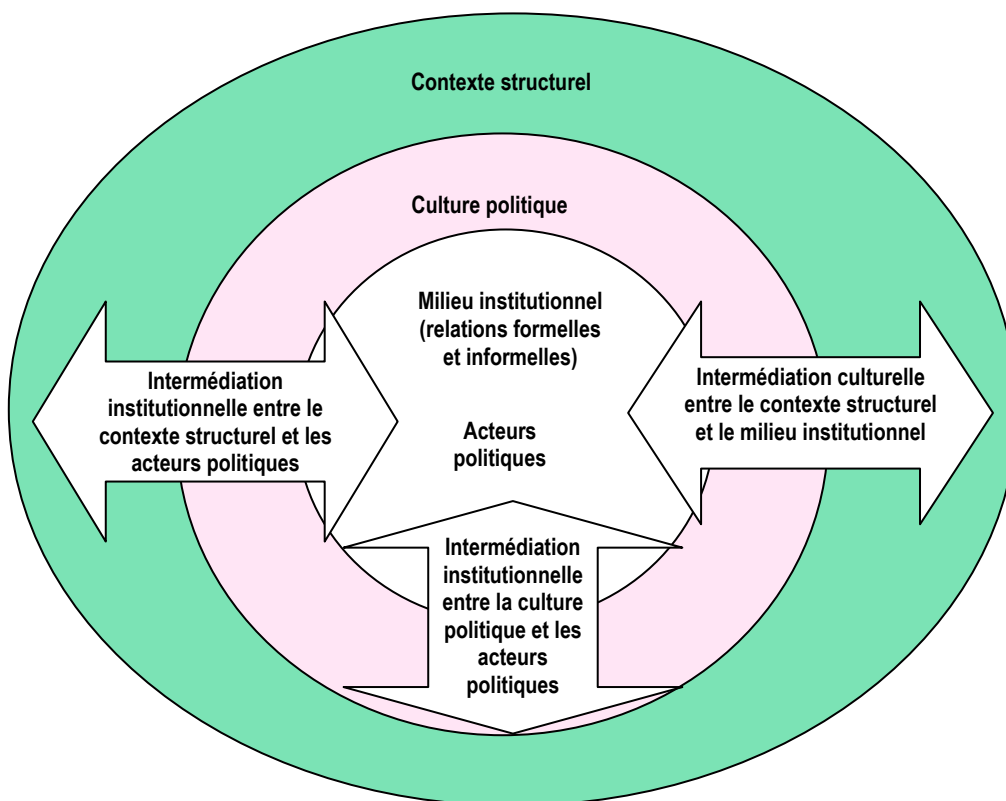 Contexte structurel
Culture politique
Milieu institutionnel
(relations formelles
et informelles)
Intermédiation
institutionnelle entre le
contexte structurel et les
acteurs politiques
Acteurs
politiques
Intermédiation culturelle
entre le contexte structurel
et le milieu institutionnel
Intermédiation
institutionnelle
entre la culture
politique et les
acteurs
politiques